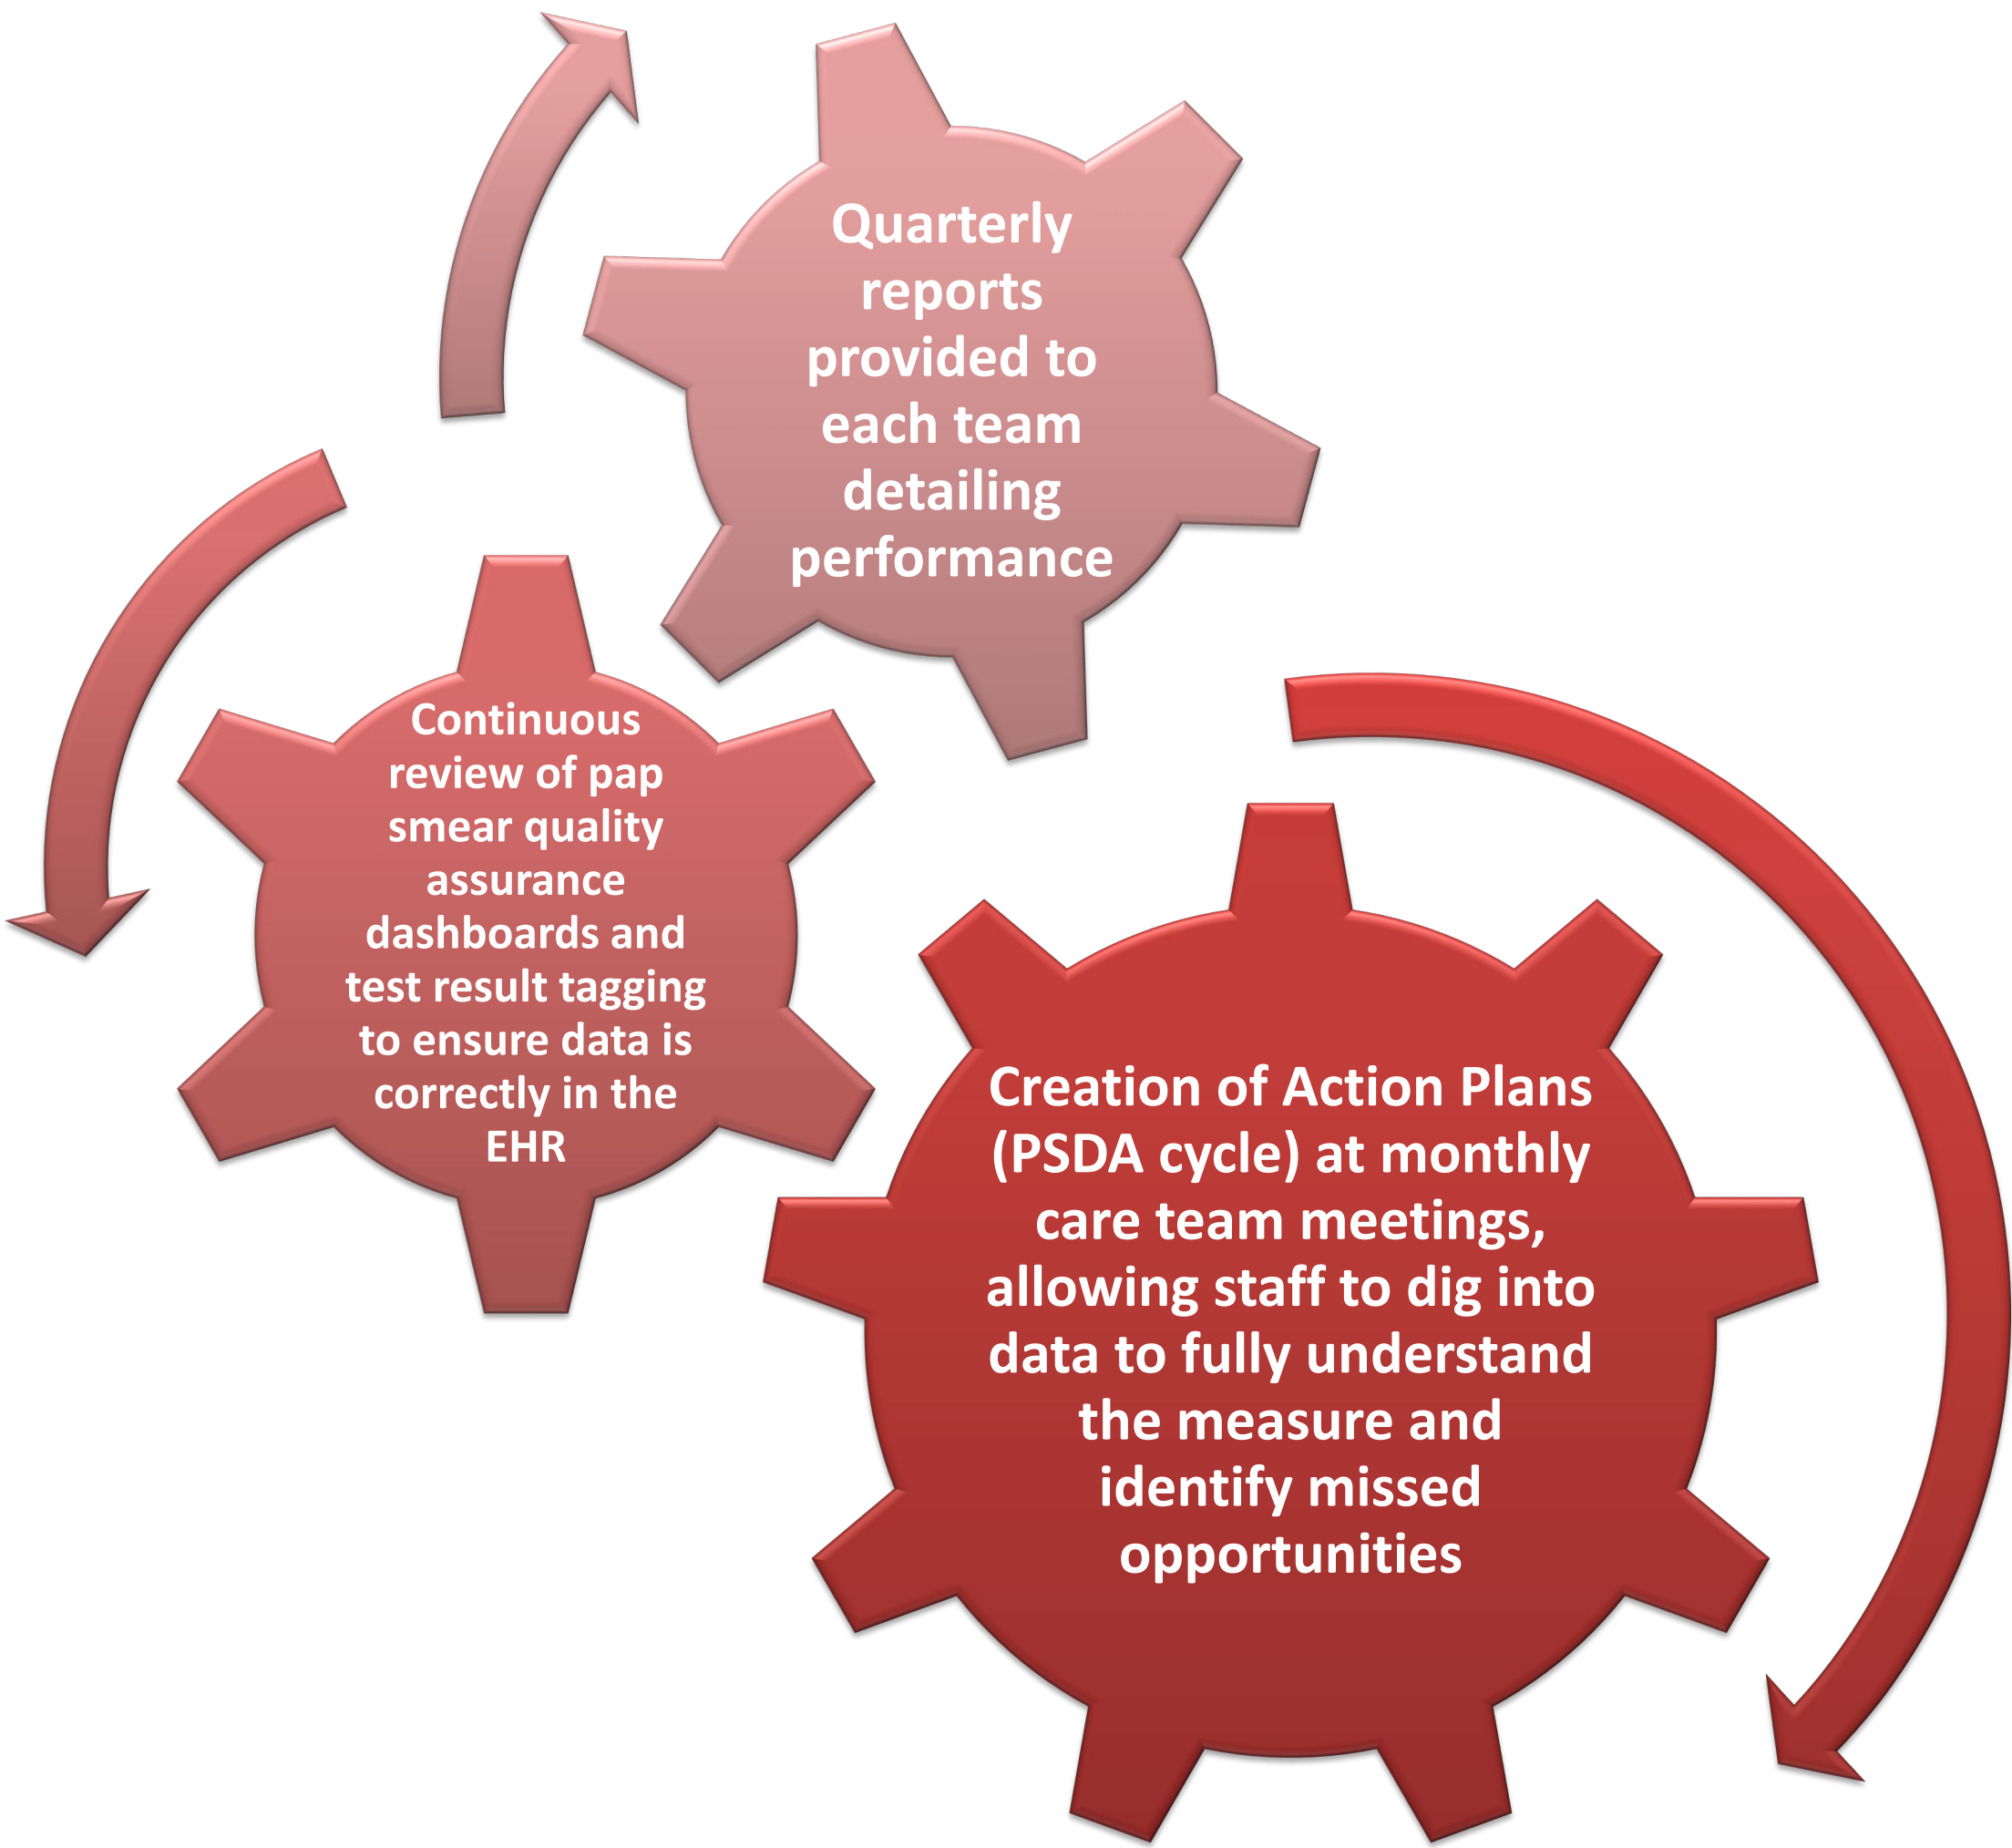 Quarterly
reports
provided to
each team
detailing
performance
Continuous
review of pap
smear quality
assurance
dashboards and
test result tagging
to ensure data is
correctly in the
EHR
Creation of Action Plans
(PSDA cycle) at monthly
care team meetings,
allowing staff to dig into
data to fully understand
the measure and
identify missed
opportunities